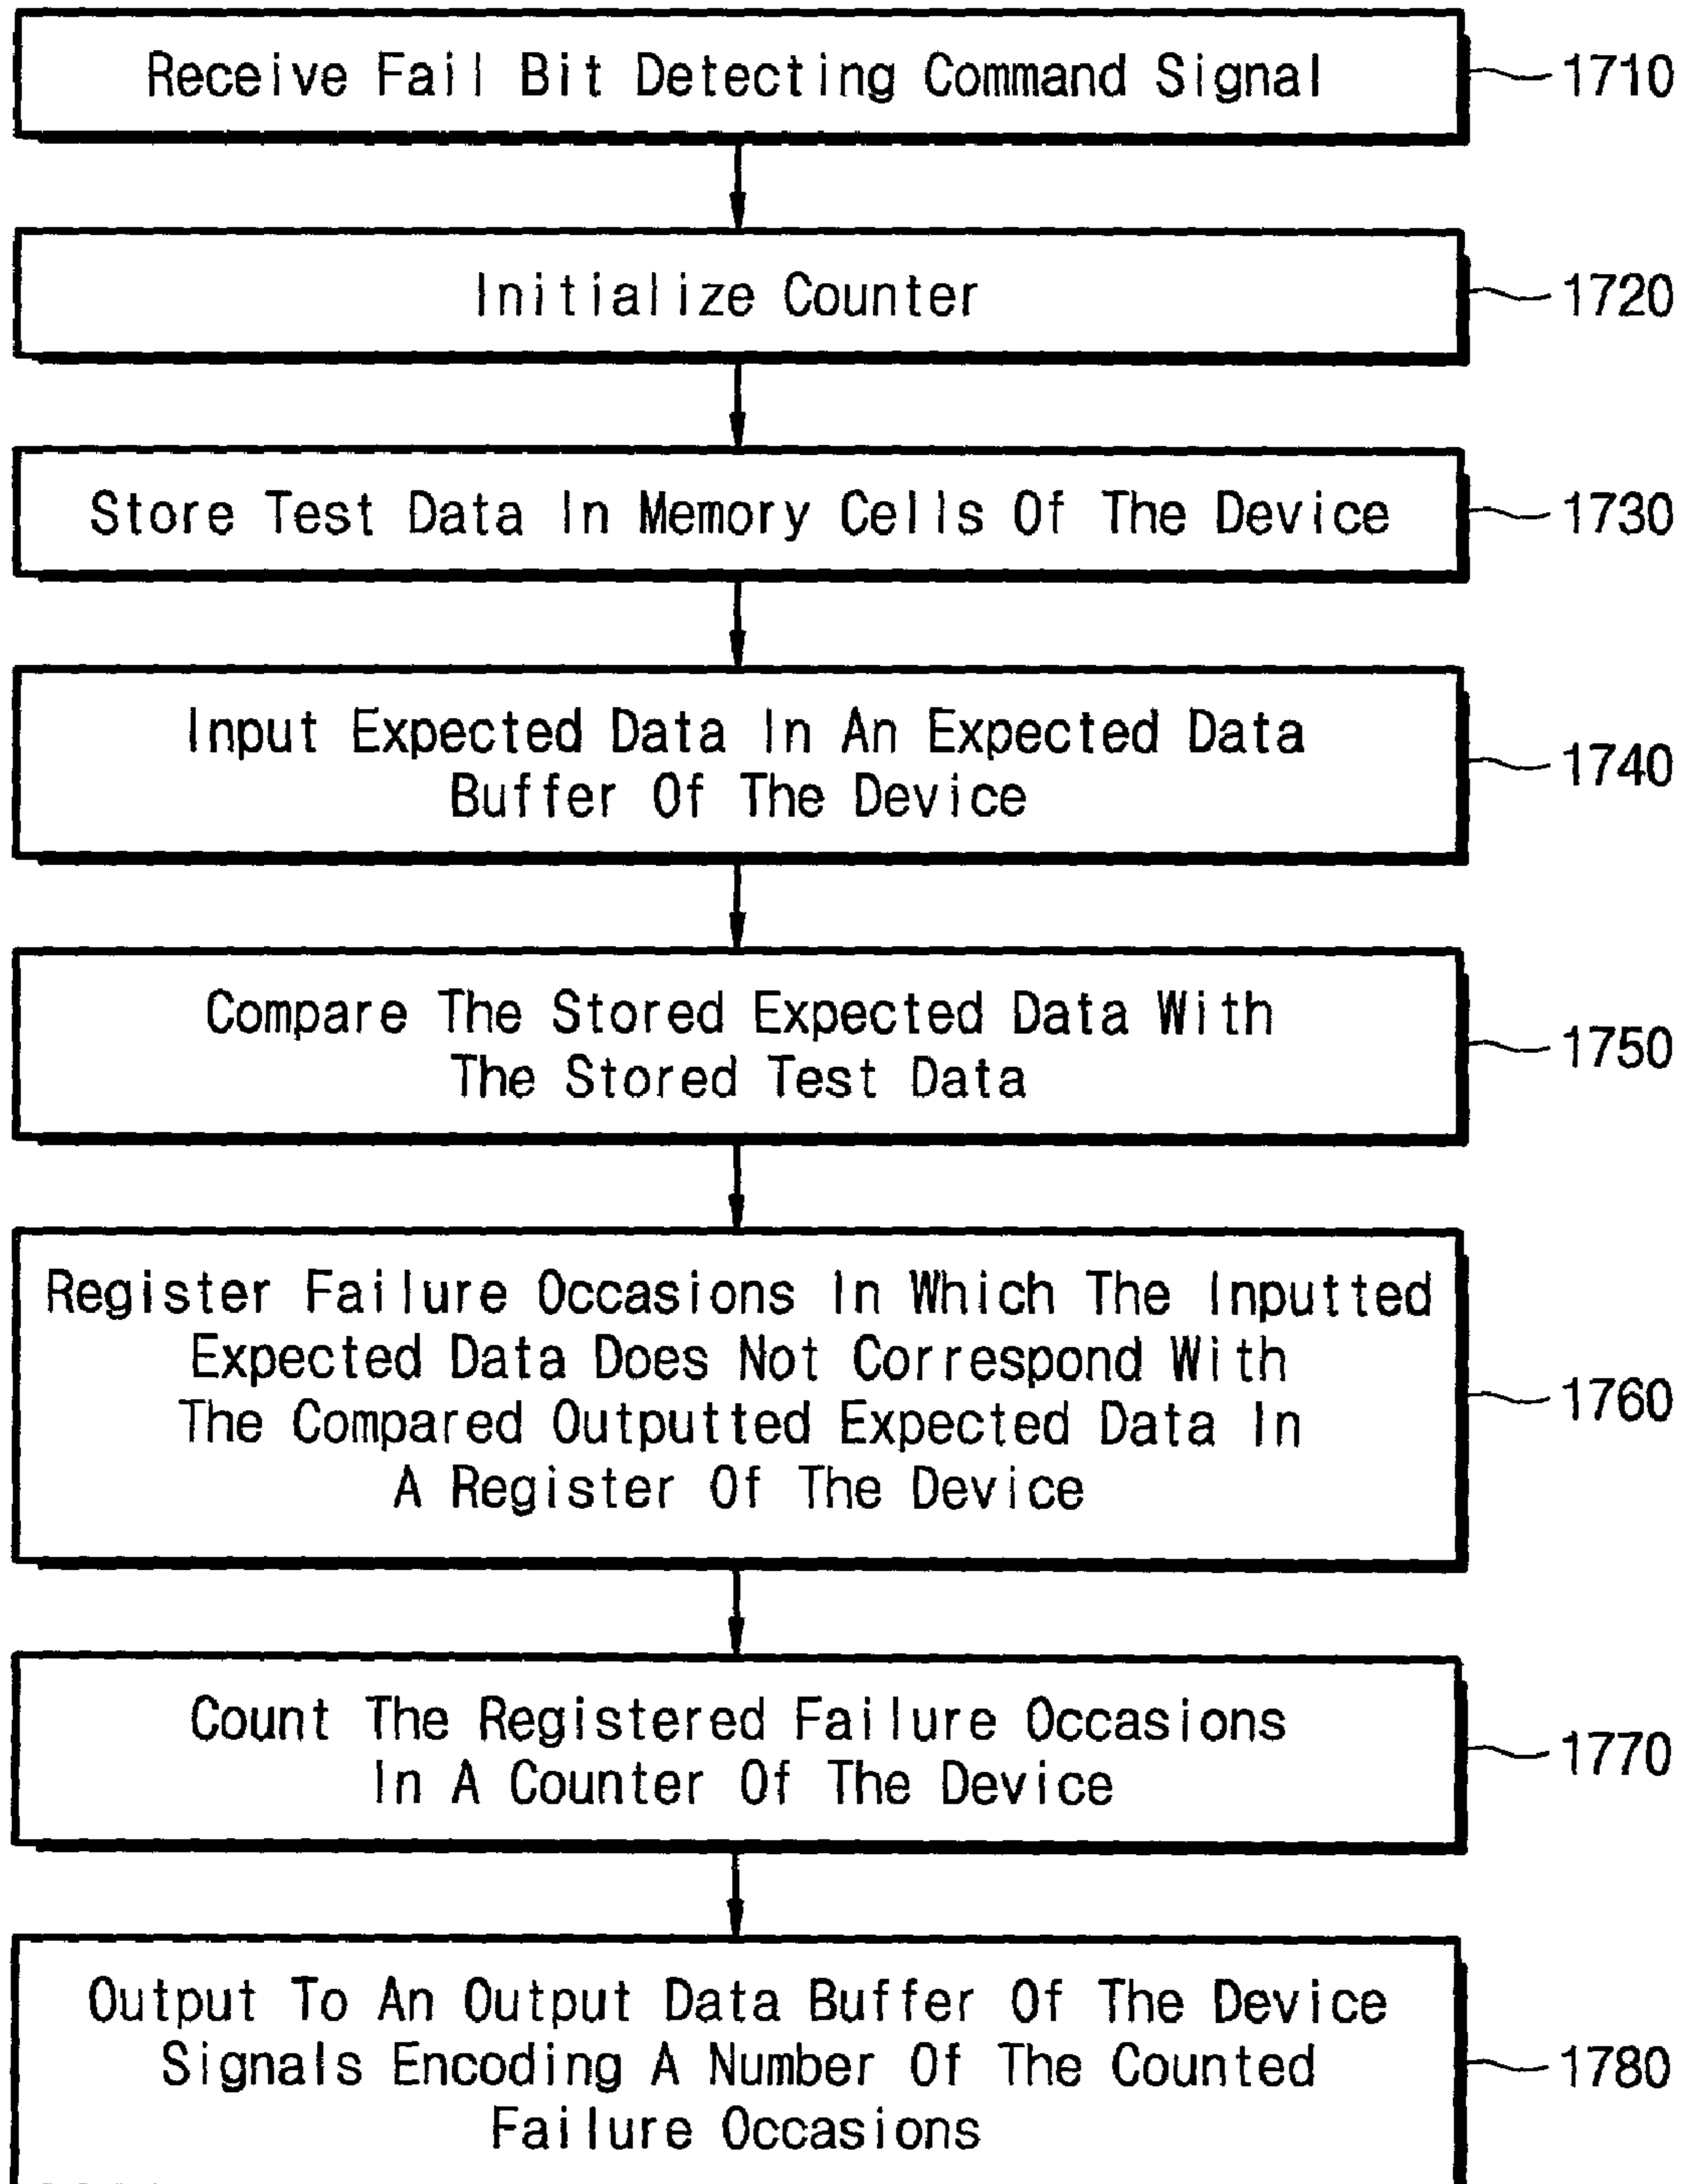 Receive Fail Bit Detecting Command Signal
1710
Initialize Counter
1720
Store Test Data In Memory Cells Of The Device
1730
Input Expected Data In An Expected Data
Buffer Of The Device
1740
Compare The Stored Expected Data With
The Stored Test Data
1750
Register Failure Occasions In Which The Inputted
Expected Data Does Not Correspond With
The Compared Outputted Expected Data In
A Register Of The Device
1760
Count The Registered Failure Occasions
In A Counter Of The Device
1770
Output To An Output Data Buffer Of The Device
Signals Encoding A Number Of The Counted
Failure Occasions
1780